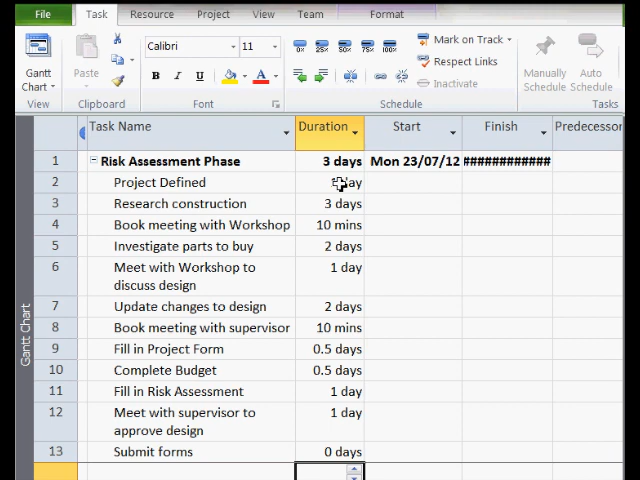 File Task Resource Project View Team Format
Calibri 11
0% 25% 50% 75% 100%
Mark on Track
Respect Links
Inactivate
Gantt Chart
Paste
B I U A
Manually Schedule
Auto Schedule
View Clipboard Font Schedule Tasks
Task Name Duration Start Finish Predecessor
1 Risk Assessment Phase 3 days Mon 23/07/12 ############
2 Project Defined day
3 Research construction 3 days
4 Book meeting with Workshop 10 mins
5 Investigate parts to buy 2 days
6 Meet with Workshop to 1 day
discuss design
7 Update changes to design 2 days
8 Book meeting with supervisor 10 mins
9 Fill in Project Form 0.5 days
10 Complete Budget 0.5 days
11 Fill in Risk Assessment 1 day
12 Meet with supervisor to 1 day
approve design
13 Submit forms 0 days
Gantt Chart